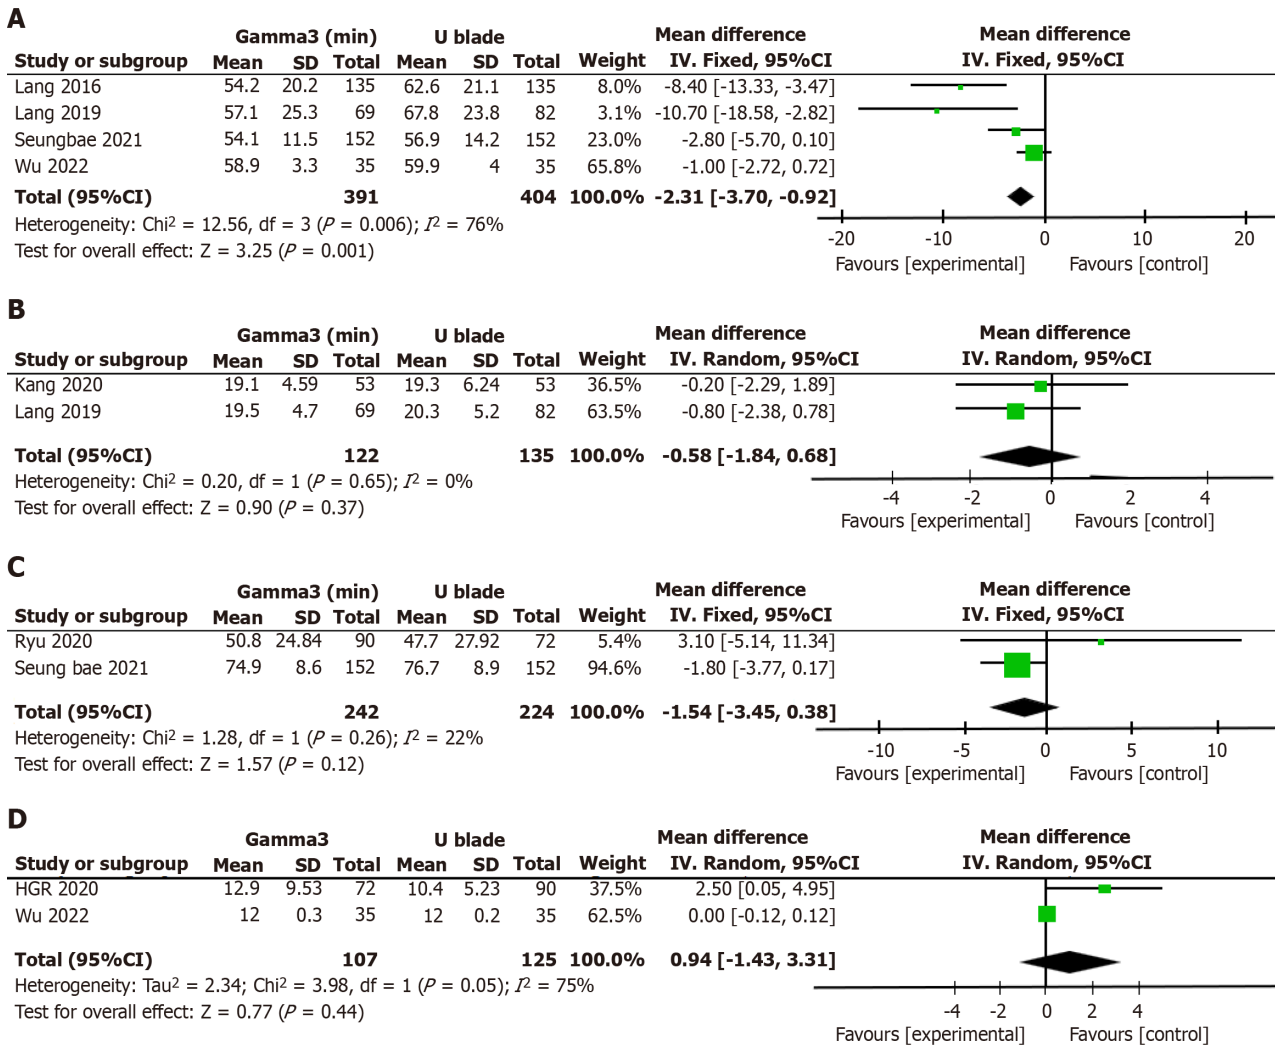 A
Gamma3 (min) U blade Mean difference Mean difference
Study or subgroup Mean SD Total Mean SD Total Weight IV. Fixed, 95%CI IV. Fixed, 95%CI
Lang 2016 54.2 20.2 135 62.6 21.1 135 8.0% -8.40 [-13.33, -3.47]
Lang 2019 57.1 25.3 69 67.8 23.8 82 3.1% -10.70 [-18.58, -2.82]
Seungbae 2021 54.1 11.5 152 56.9 14.2 152 23.0% -2.80 [-5.70, 0.10]
Wu 2022 58.9 3.3 35 59.9 4 35 65.8% -1.00 [-2.72, 0.72]
Total (95%CI) 391 404 100.0% -2.31 [-3.70, -0.92]
Heterogeneity: Chi² = 12.56, df = 3 (P = 0.006); I² = 76%
Test for overall effect: Z = 3.25 (P = 0.001)
-20 -10 0 10 20
Favours [experimental] Favours [control]
B
Gamma3 (min) U blade Mean difference Mean difference
Study or subgroup Mean SD Total Mean SD Total Weight IV. Random, 95%CI IV. Random, 95%CI
Kang 2020 19.1 4.59 53 19.3 6.24 53 36.5% -0.20 [-2.29, 1.89]
Lang 2019 19.5 4.7 69 20.3 5.2 82 63.5% -0.80 [-2.38, 0.78]
Total (95%CI) 122 135 100.0% -0.58 [-1.84, 0.68]
Heterogeneity: Chi² = 0.20, df = 1 (P = 0.65); I² = 0%
Test for overall effect: Z = 0.90 (P = 0.37)
-4 -2 0 2 4
Favours [experimental] Favours [control]
C
Gamma3 (min) U blade Mean difference Mean difference
Study or subgroup Mean SD Total Mean SD Total Weight IV. Fixed, 95%CI IV. Fixed, 95%CI
Ryu 2020 50.8 24.84 90 47.7 27.92 72 5.4% 3.10 [-5.14, 11.34]
Seung bae 2021 74.9 8.6 152 76.7 8.9 152 94.6% -1.80 [-3.77, 0.17]
Total (95%CI) 242 224 100.0% -1.54 [-3.45, 0.38]
Heterogeneity: Chi² = 1.28, df = 1 (P = 0.26); I² = 22%
Test for overall effect: Z = 1.57 (P = 0.12)
-10 -5 0 5 10
Favours [experimental] Favours [control]
D
Gamma3 U blade Mean difference Mean difference
Study or subgroup Mean SD Total Mean SD Total Weight IV. Random, 95%CI IV. Random, 95%CI
HGR 2020 12.9 9.53 72 10.4 5.23 90 37.5% 2.50 [0.05, 4.95]
Wu 2022 12 0.3 35 12 0.2 35 62.5% 0.00 [-0.12, 0.12]
Total (95%CI) 107 125 100.0% 0.94 [-1.43, 3.31]
Heterogeneity: Tau² = 2.34; Chi² = 3.98, df = 1 (P = 0.05); I² = 75%
Test for overall effect: Z = 0.77 (P = 0.44)
-4 -2 0 2 4
Favours [experimental] Favours [control]